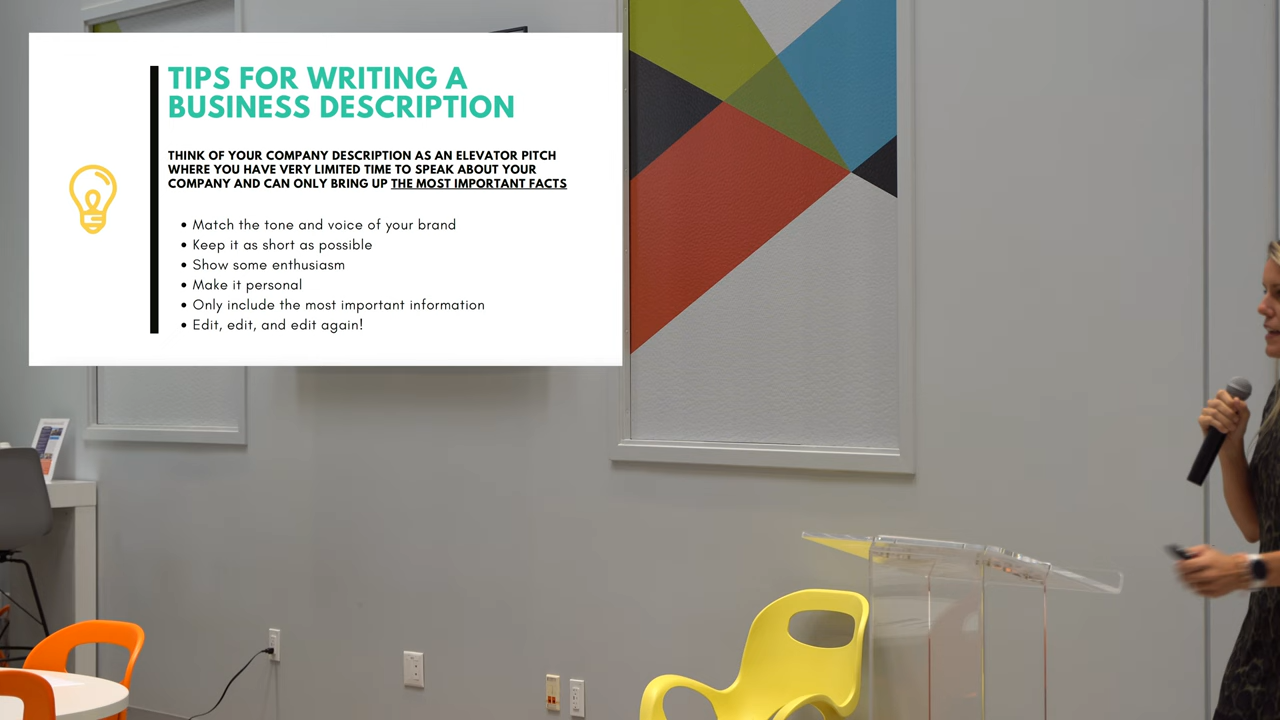 TIPS FOR WRITING A
BUSINESS DESCRIPTION
THINK OF YOUR COMPANY DESCRIPTION AS AN ELEVATOR PITCH
WHERE YOU HAVE VERY LIMITED TIME TO SPEAK ABOUT YOUR
COMPANY AND CAN ONLY BRING UP THE MOST IMPORTANT FACTS
• Match the tone and voice of your brand
• Keep it as short as possible
• Show some enthusiasm
• Make it personal
• Only include the most important information
• Edit, edit, and edit again!